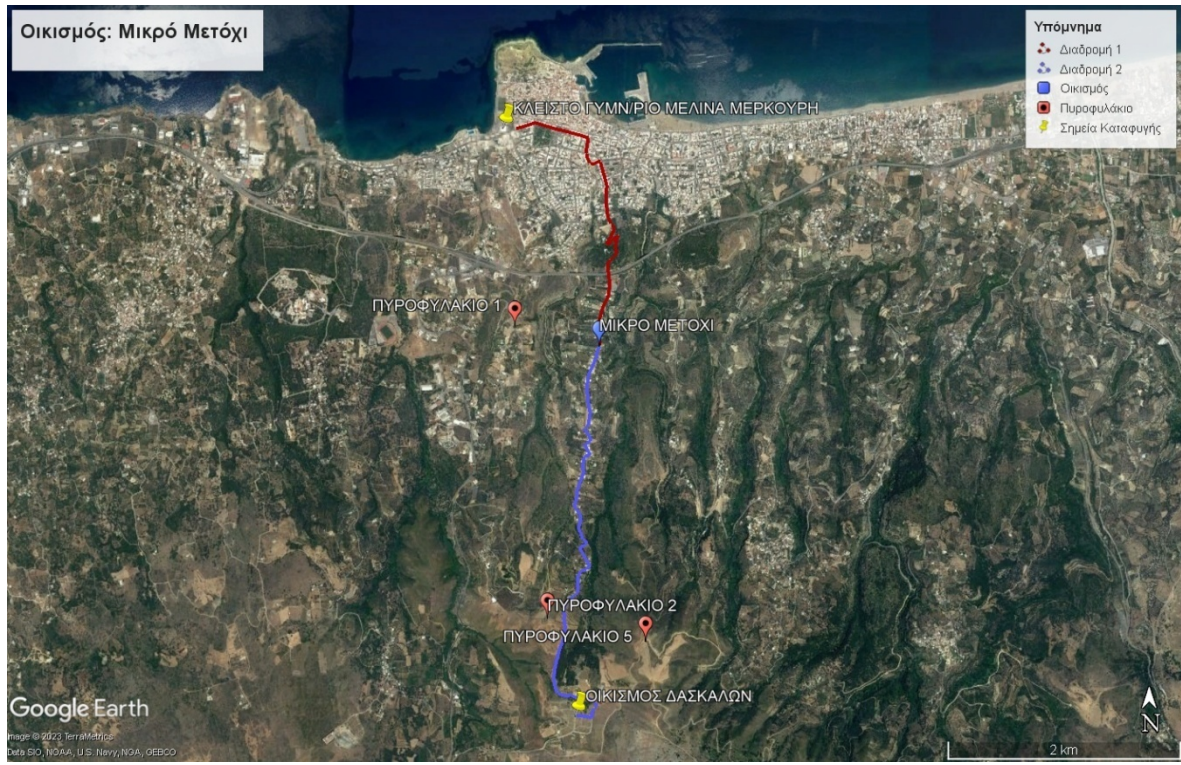 Οικισμός: Μικρό Μετόχι
Υπόμνημα
Διαδρομή 1
Διαδρομή 2
Οικισμός
Πυροφυλάκιο
Σημεία Καταφυγής
ΚΛΕΙΣΤΟ ΓΥΜΝ/ΡΙΟ ΜΕΛΙΝΑ ΜΕΡΚΟΥΡΗ
ΠΥΡΟΦΥΛΑΚΙΟ 1
ΜΙΚΡΟ ΜΕΤΟΧΙ
ΠΥΡΟΦΥΛΑΚΙΟ 2
ΠΥΡΟΦΥΛΑΚΙΟ 5
ΟΙΚΙΣΜΟΣ ΔΑΣΚΑΛΩΝ
Google Earth
Image © 2023 TerraMetrics
Data SIO, NOAA, U.S. Navy, NGA, GEBCO
N
2 km